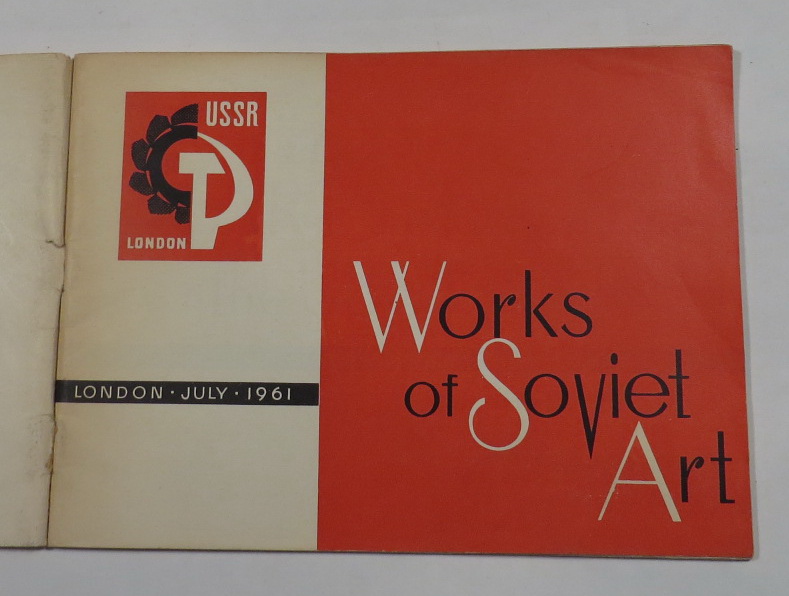 USSR
LONDON
LONDON · JULY · 1961
Works
of Soviet
Art